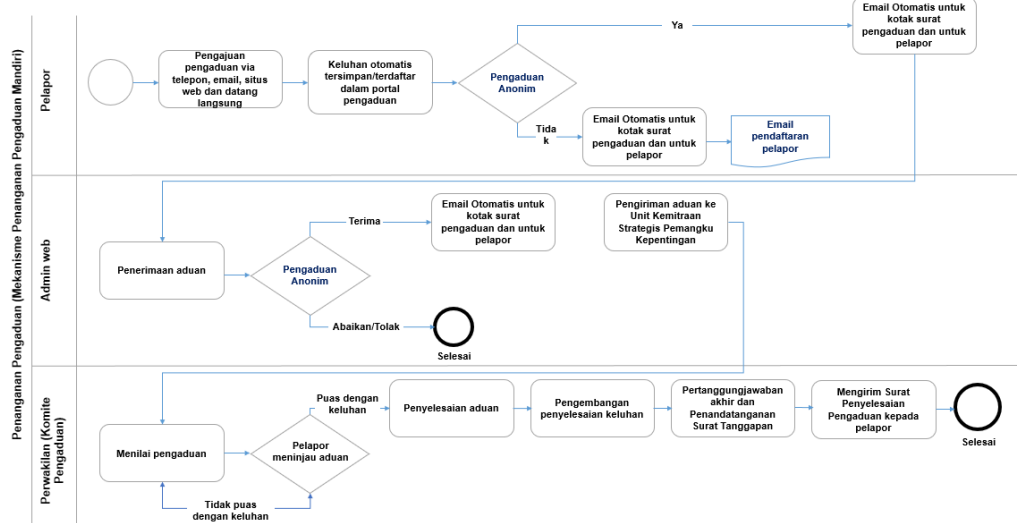 Penanganan Pengaduan (Mekanisme Penanganan Pengaduan Mandiri)
Pelapor
Pengajuan
pengaduan via
telepon, email, situs
web dan datang
langsung
Keluhan otomatis
tersimpan/terdaftar
dalam portal
pengaduan
Pengaduan
Anonim
Ya
Email Otomatis untuk
kotak surat
pengaduan dan untuk
pelapor
Tida
k
Email Otomatis untuk
kotak surat
pengaduan dan untuk
pelapor
Email
pendaftaran
pelapor
Admin web
Penerimaan aduan
Pengaduan
Anonim
Terima
Email Otomatis untuk
kotak surat
pengaduan dan untuk
pelapor
Pengiriman aduan ke
Unit Kemitraan
Strategis Pemangku
Kepentingan
Abaikan/Tolak
Selesai
Perwakilan (Komite
Pengaduan)
Menilai pengaduan
Pelapor
meninjau aduan
Puas dengan
keluhan
Tidak puas
dengan keluhan
Penyelesaian aduan
Pengembangan
penyelesaian keluhan
Pertanggungjawaban
akhir dan
Penandatanganan
Surat Tanggapan
Mengirim Surat
Penyelesaian
Pengaduan kepada
pelapor
Selesai